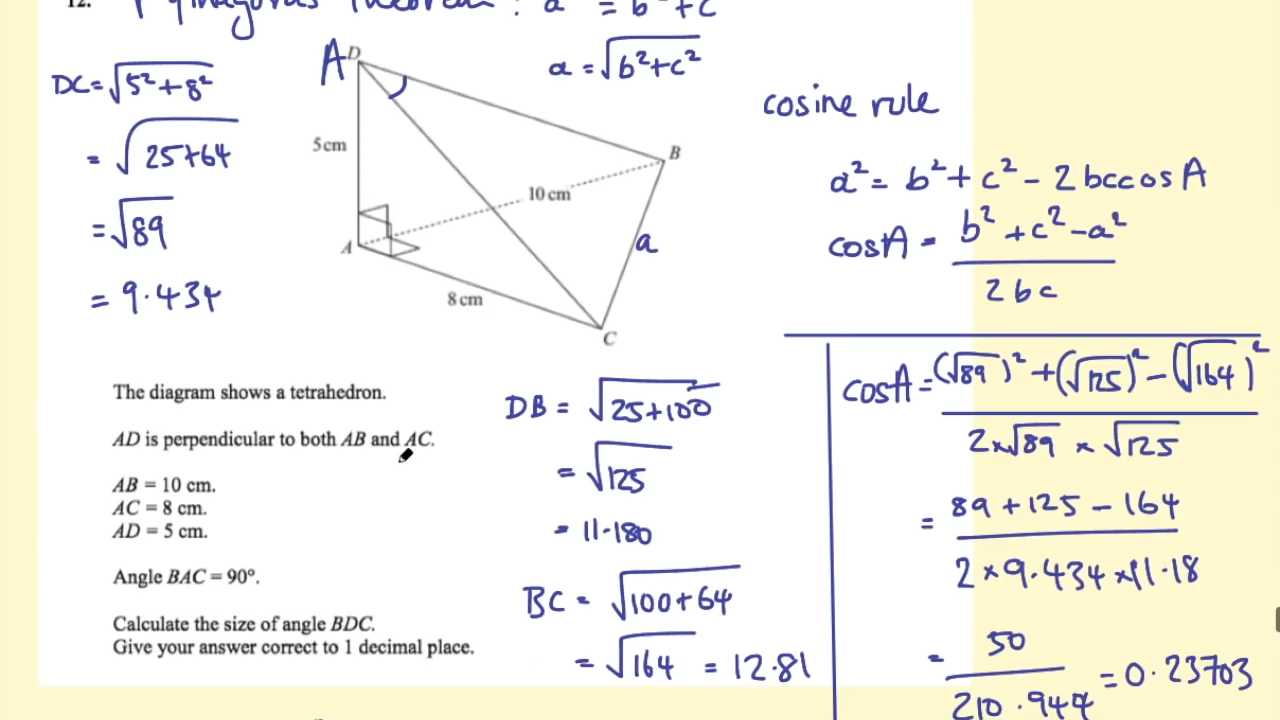 12. Pythagoras Theorem : a² = b² + c²
a = √b²+c²
DC = √5²+8²
= √25+64
= √89
= 9.434
A
D
5cm
B
10 cm
a
A
8 cm
C
cosine rule
a² = b² + c² - 2bccosA
cosA = b² + c² - a²
2bc
The diagram shows a tetrahedron.
AD is perpendicular to both AB and AC.
AB = 10 cm.
AC = 8 cm.
AD = 5 cm.
Angle BAC = 90°.
Calculate the size of angle BDC.
Give your answer correct to 1 decimal place.
DB = √25+100
= √125
= 11.180
BC = √100+64
= √164 = 12.81
cosA = (√89)² + (√125)² - (√164)²
2×√89 × √125
= 89 + 125 - 164
2 × 9.434 × 11.18
= 50
210.944 = 0.23703